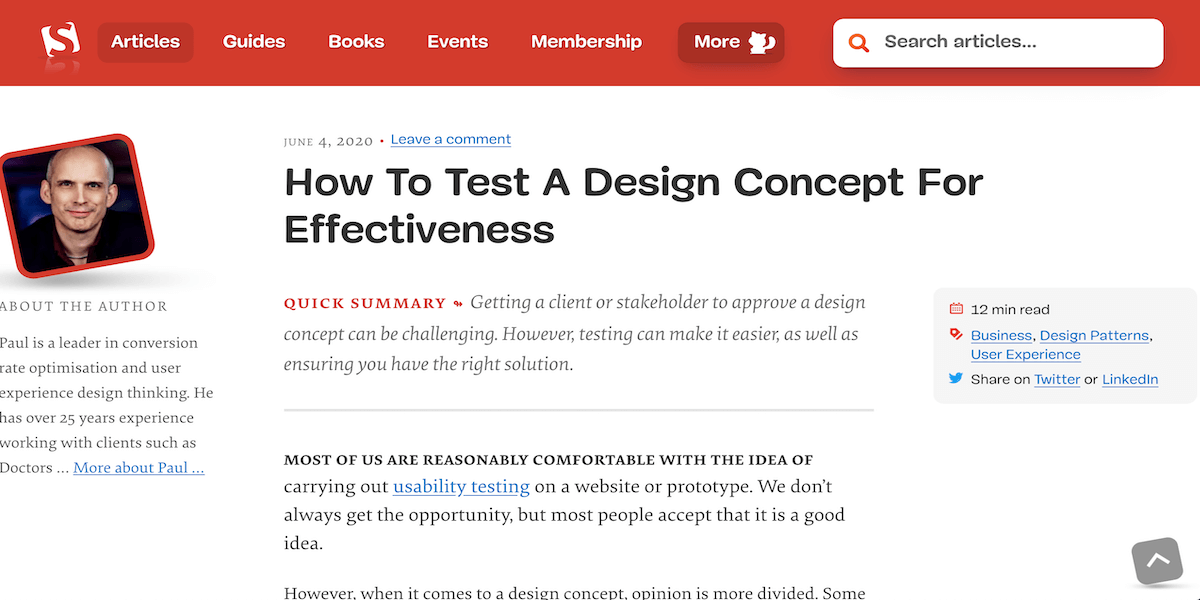 Articles
Guides
Books
Events
Membership
More
Search articles...
JUNE 4, 2020 • Leave a comment
How To Test A Design Concept For
Effectiveness
QUICK SUMMARY Getting a client or stakeholder to approve a design
concept can be challenging. However, testing can make it easier, as well as
ensuring you have the right solution.
12 min read
Business, Design Patterns,
User Experience
Share on Twitter or LinkedIn
ABOUT THE AUTHOR
Paul is a leader in conversion
rate optimisation and user
experience design thinking. He
has over 25 years experience
working with clients such as
Doctors ... More about Paul ...
MOST OF US ARE REASONABLY COMFORTABLE WITH THE IDEA OF
carrying out usability testing on a website or prototype. We don’t
always get the opportunity, but most people accept that it is a good
idea.
However, when it comes to a design concept, opinion is more divided. Some